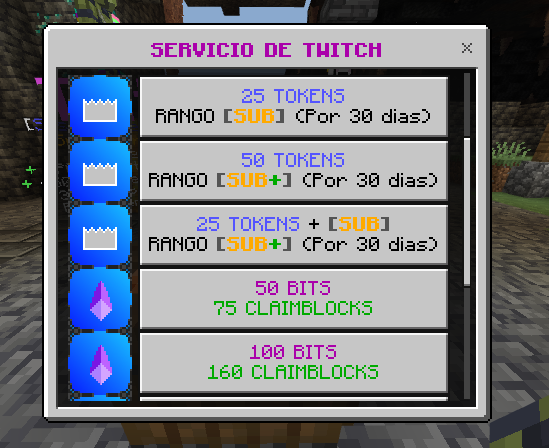 SERVICIO DE TWITCH
25 TOKENS
RANGO [SUB] (Por 30 dias)
50 TOKENS
RANGO [SUB+] (Por 30 dias)
25 TOKENS + [SUB]
RANGO [SUB+] (Por 30 dias)
50 BITS
75 CLAIMBLOCKS
100 BITS
160 CLAIMBLOCKS